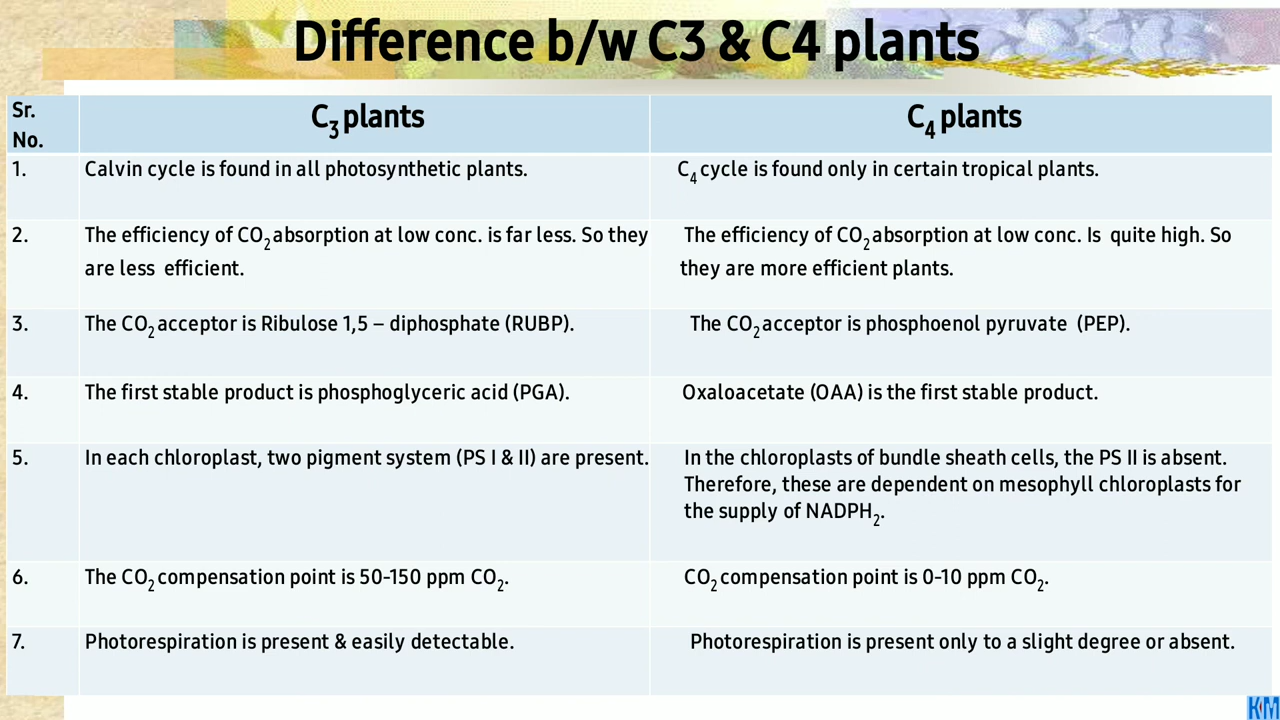 Difference b/w C3 & C4 plants
Sr. No.
C3 plants
C4 plants
1.
Calvin cycle is found in all photosynthetic plants.
C4 cycle is found only in certain tropical plants.
2.
The efficiency of CO2 absorption at low conc. is far less. So they
are less efficient.
The efficiency of CO2 absorption at low conc. Is quite high. So
they are more efficient plants.
3.
The CO2 acceptor is Ribulose 1,5 – diphosphate (RUBP).
The CO2 acceptor is phosphoenol pyruvate (PEP).
4.
The first stable product is phosphoglyceric acid (PGA).
Oxaloacetate (OAA) is the first stable product.
5.
In each chloroplast, two pigment system (PS I & II) are present.
In the chloroplasts of bundle sheath cells, the PS II is absent.
Therefore, these are dependent on mesophyll chloroplasts for
the supply of NADPH2.
6.
The CO2 compensation point is 50-150 ppm CO2.
CO2 compensation point is 0-10 ppm CO2.
7.
Photorespiration is present & easily detectable.
Photorespiration is present only to a slight degree or absent.
KM